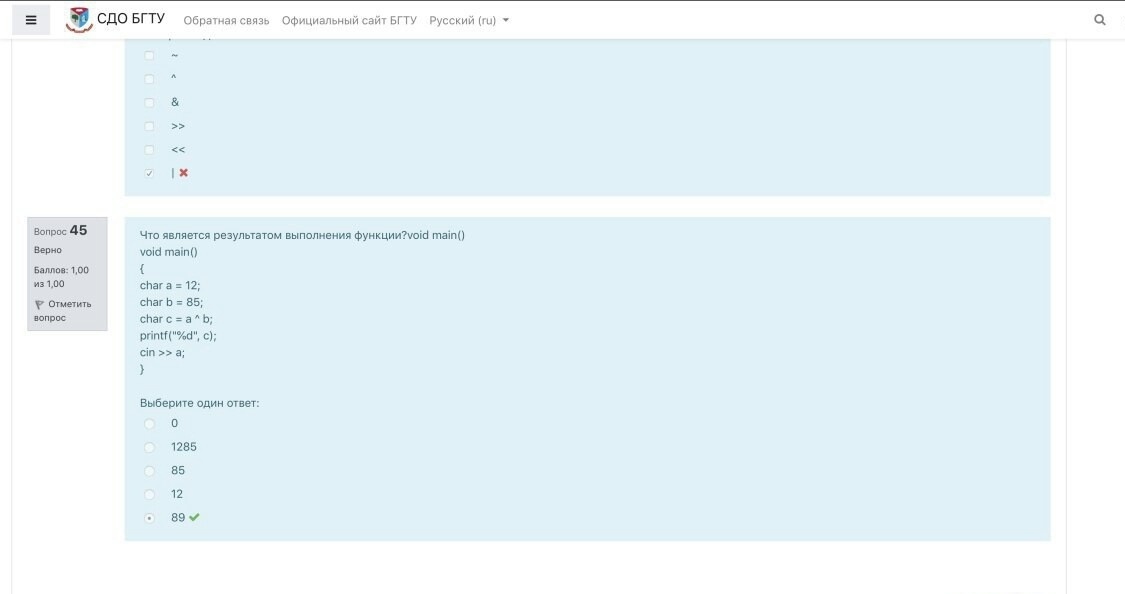 СДО БГТУ Обратная связь Официальный сайт БГТУ Русский (ru)
~
^
&
>>
<<
|
Вопрос 45
Верно
Баллов: 1,00
из 1,00
Отметить
вопрос
Что является результатом выполнения функции?void main()
void main()
{
char a = 12;
char b = 85;
char c = a ^ b;
printf("%d", c);
cin >> a;
}
Выберите один ответ:
0
1285
85
12
89